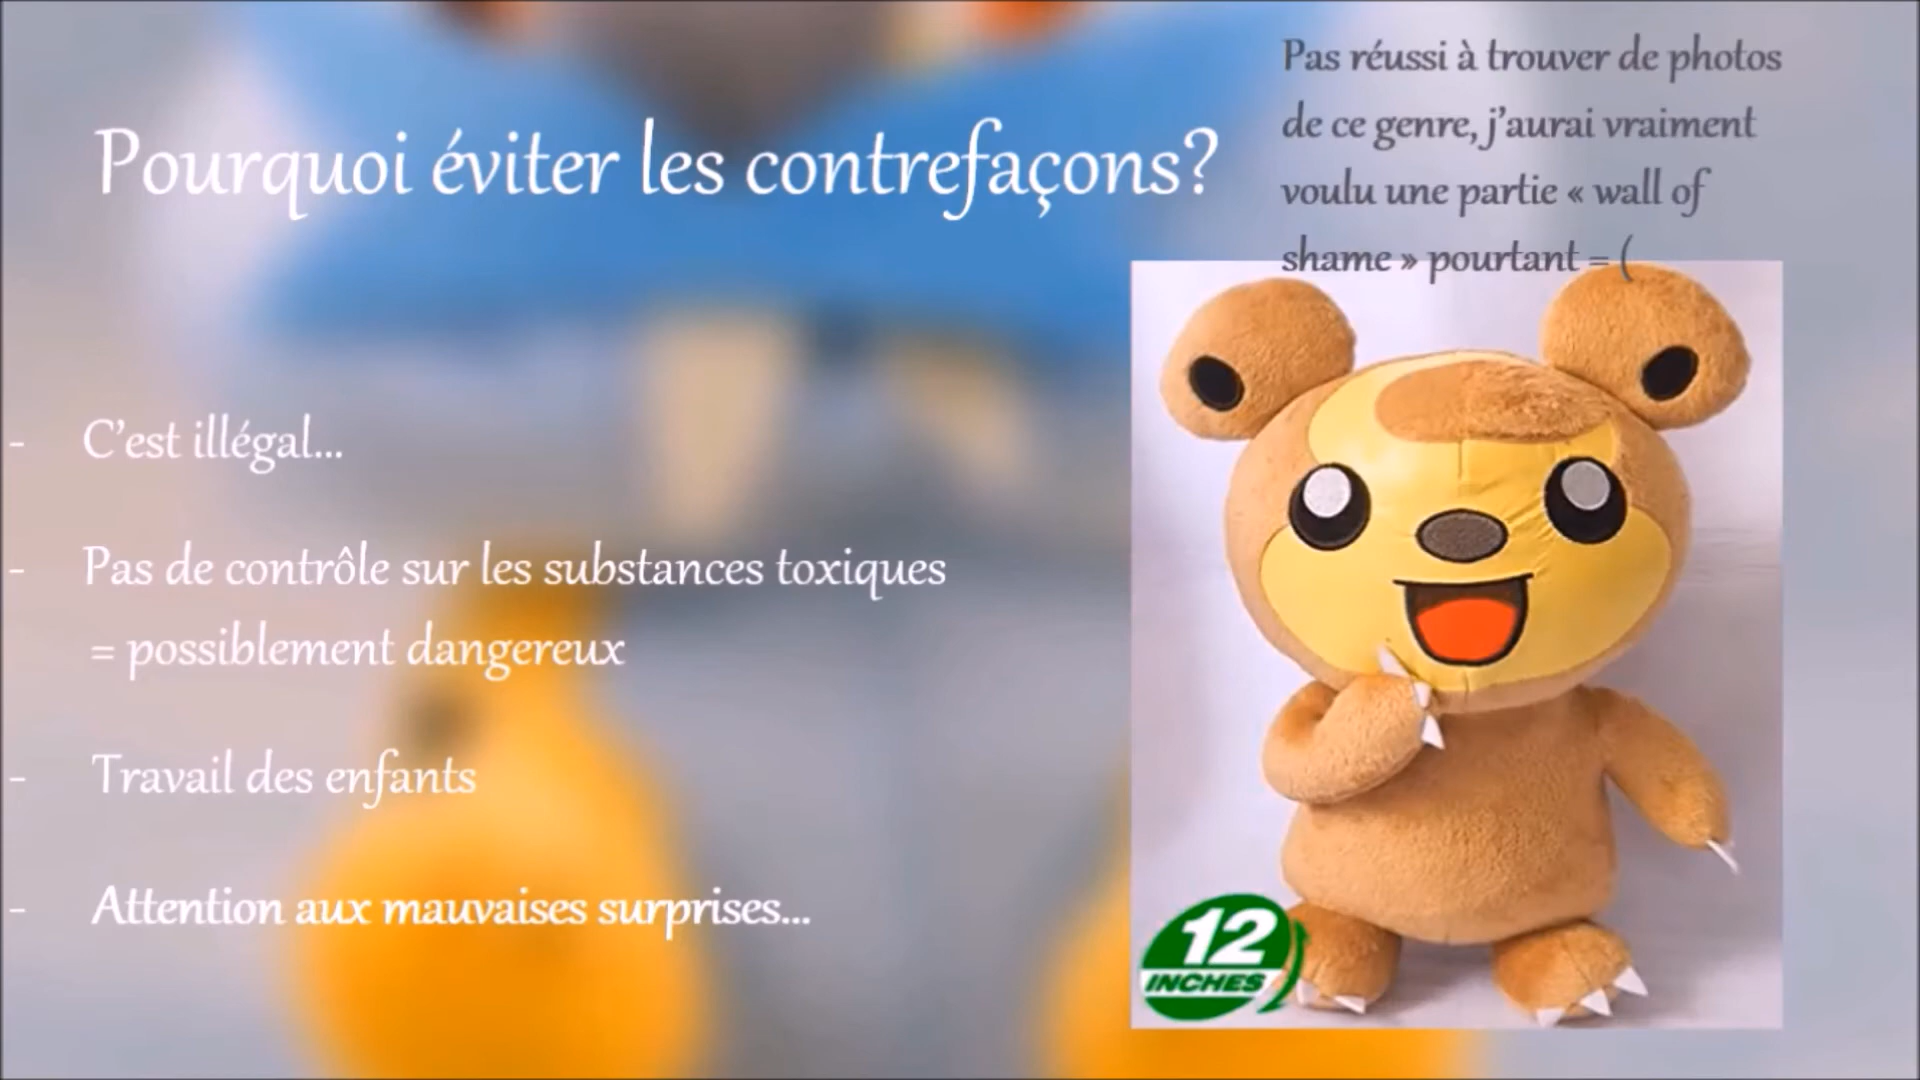 Pas réussi à trouver de photos
de ce genre, j'aurai vraiment
voulu une partie « wall of
shame » pourtant = (
Pourquoi éviter les contrefaçons?
- C'est illégal...
- Pas de contrôle sur les substances toxiques
= possiblement dangereux
- Travail des enfants
- Attention aux mauvaises surprises...
12
INCHES